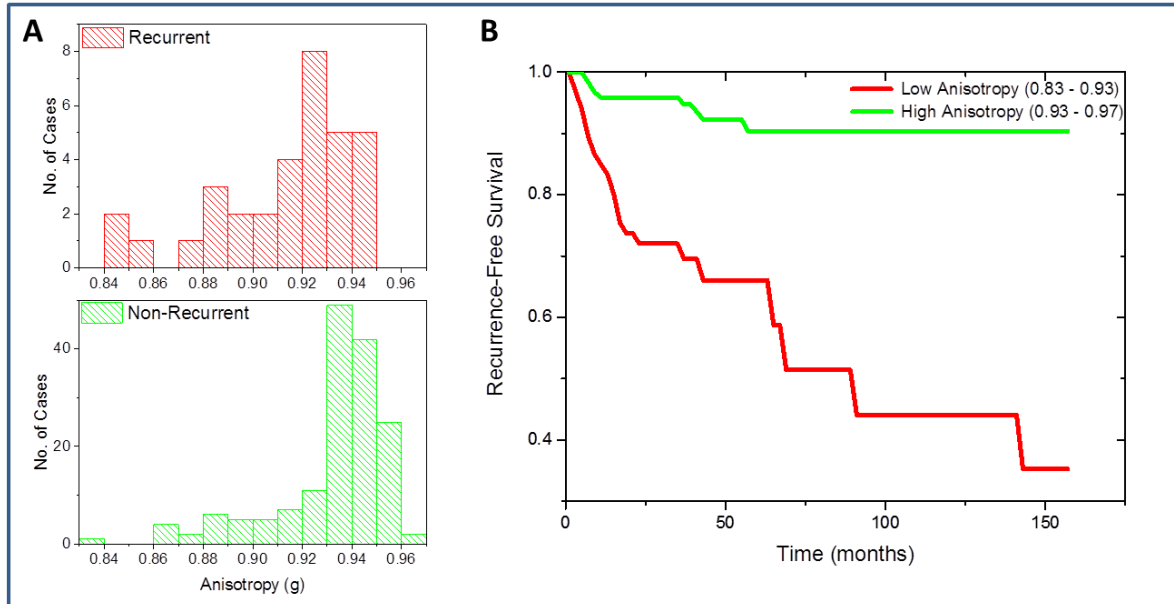 A
Recurrent
8
6
4
2
0
No. of Cases
0.84 0.86 0.88 0.90 0.92 0.94 0.96
Non-Recurrent
40
20
0
No. of Cases
0.84 0.86 0.88 0.90 0.92 0.94 0.96
Anisotropy (g)
B
Low Anisotropy (0.83 - 0.93)
High Anisotropy (0.93 - 0.97)
1.0
0.8
0.6
0.4
Recurrence-Free Survival
0 50 100 150
Time (months)